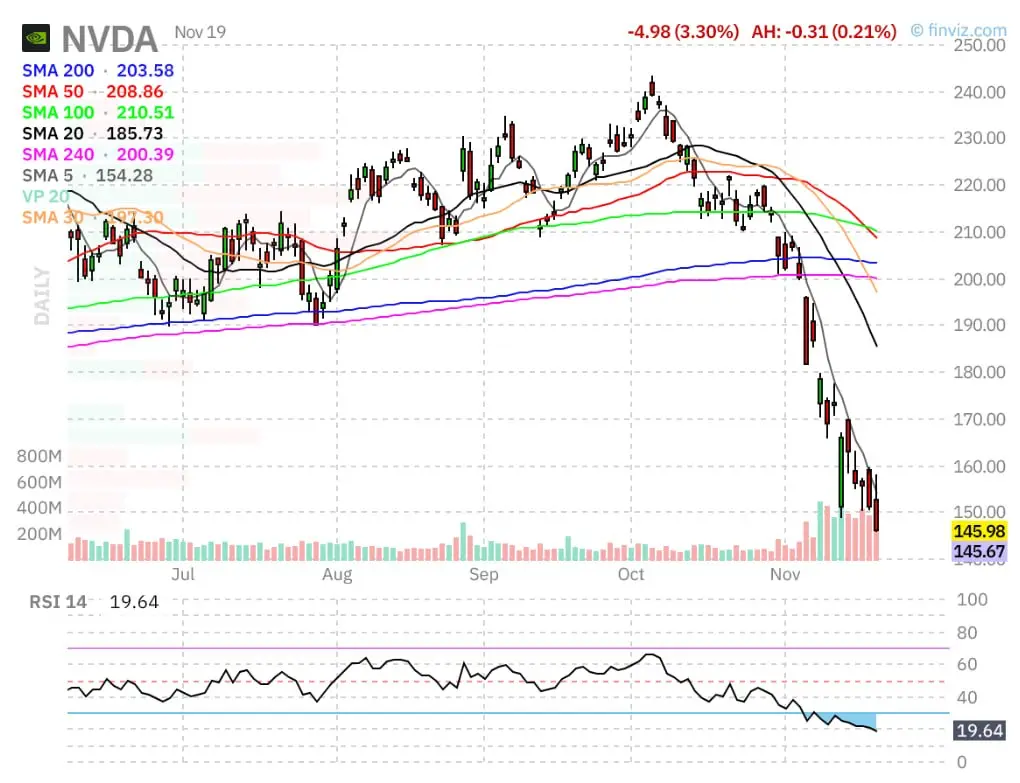 NVDA Nov 19 -4.98 (3.30%) AH: -0.31 (0.21%) © finviz.com
250.00
SMA 200 · 203.58
SMA 50 · 208.86
240.00
SMA 100 · 210.51
SMA 20 · 185.73
230.00
SMA 240 · 200.39
SMA 5 · 154.28
220.00
VP 20
SMA 30 · 197.30
210.00
DAILY
200.00
190.00
180.00
170.00
800M
160.00
600M
400M
150.00
200M
145.98
145.67
Jul Aug Sep Oct Nov
RSI 14 19.64
100
80
60
40
19.64
0